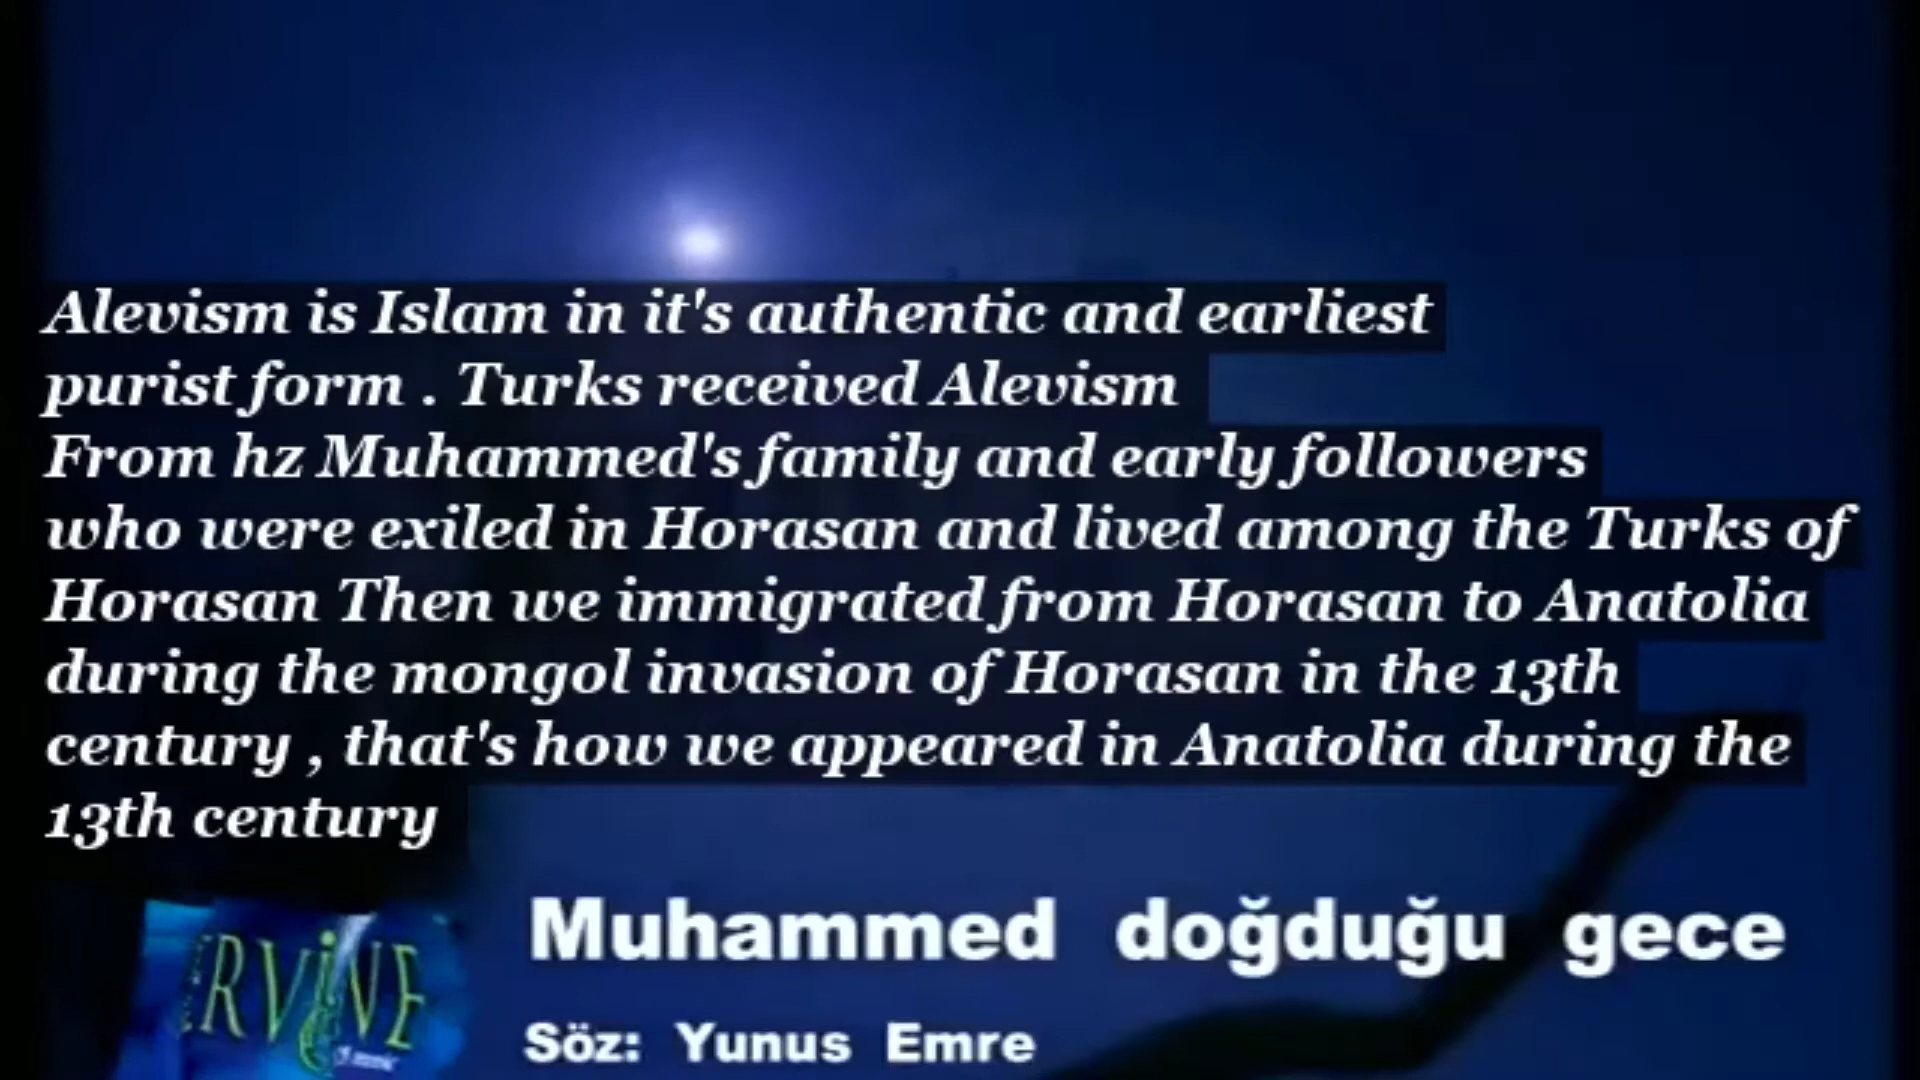 Alevism is Islam in it's authentic and earliest
purist form . Turks received Alevism
From hz Muhammed's family and early followers
who were exiled in Horasan and lived among the Turks of
Horasan Then we immigrated from Horasan to Anatolia
during the mongol invasion of Horasan in the 13th
century , that's how we appeared in Anatolia during the
13th century
Muhammed doğduğu gece
Söz: Yunus Emre